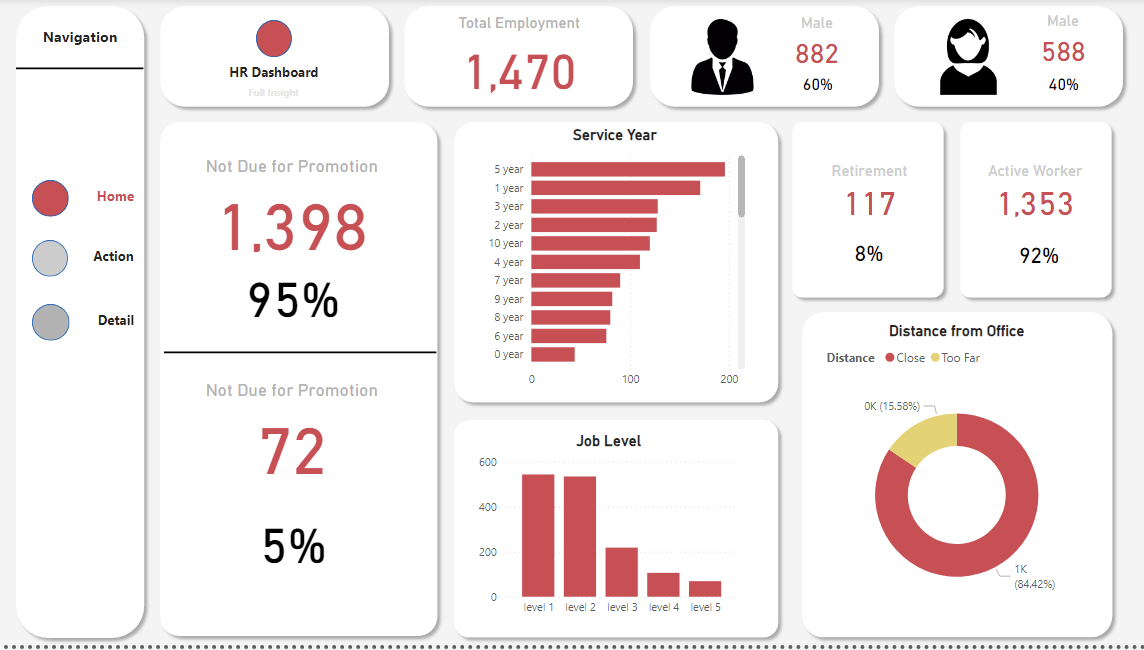 Navigation
Home
Action
Detail
HR Dashboard
Full Insight
Total Employment
1,470
Male
882
60%
Male
588
40%
Not Due for Promotion
1,398
95%
Not Due for Promotion
72
5%
Service Year
5 year
1 year
3 year
2 year
10 year
4 year
7 year
9 year
8 year
6 year
0 year
0 100 200
Job Level
600
400
200
0
level 1 level 2 level 3 level 4 level 5
Retirement
117
8%
Active Worker
1,353
92%
Distance from Office
Distance Close Too Far
0K (15.58%)
1K
(84.42%)